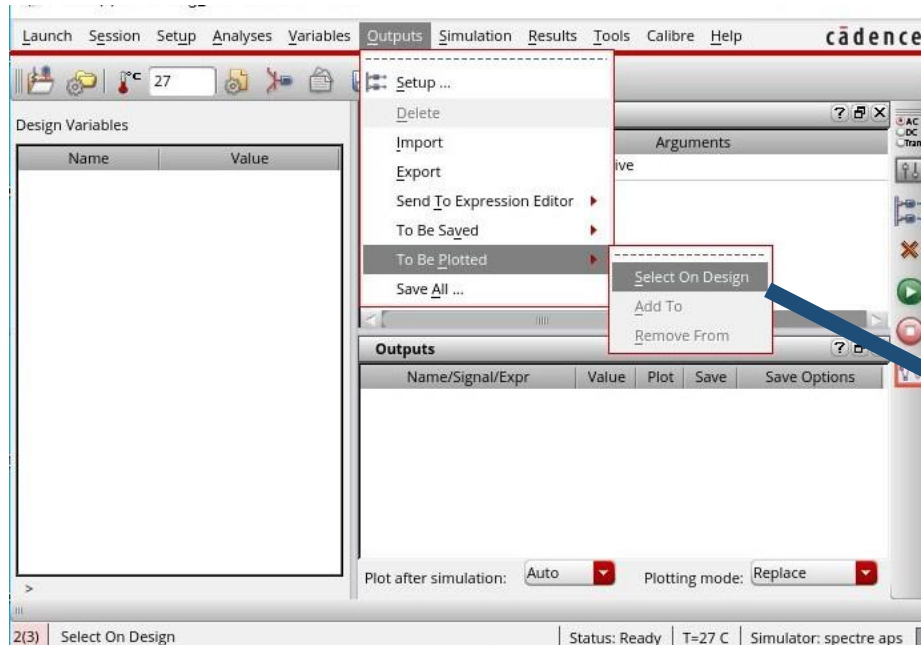 Launch Session Setup Analyses Variables Outputs Simulation Results Tools Calibre Help cādence
°C 27
Setup ...
Delete
Import
Export
Send To Expression Editor
To Be Saved
To Be Plotted
Save All ...
Select On Design
Add To
Remove From
Design Variables
Name Value
Arguments
ive
AC
DC
Tran
Outputs
Name/Signal/Expr Value Plot Save Save Options
>
Plot after simulation: Auto Plotting mode: Replace
2(3) Select On Design Status: Ready T=27 C Simulator: spectre aps